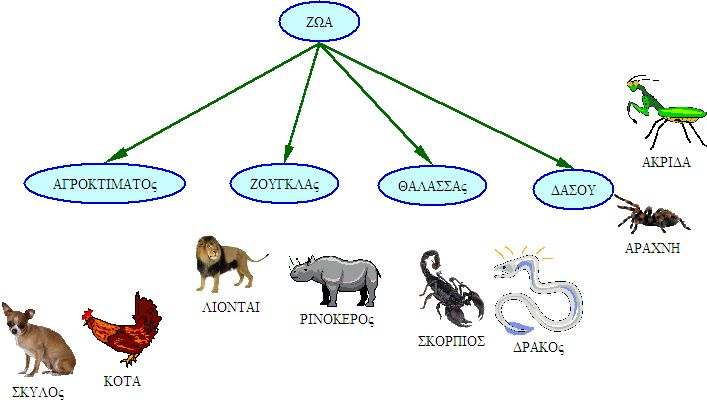 ΖΩΑ
ΑΓΡΟΚΤΙΜΑΤΟς
ΖΟΥΓΚΛΑς
ΘΑΛΑΣΣΑς
ΔΑΣΟΥ
ΑΚΡΙΔΑ
ΑΡΑΧΝΗ
ΛΙΟΝΤΑΙ
ΡΙΝΟΚΕΡΟς
ΣΚΟΡΠΙΟΣ
ΔΡΑΚΟς
ΣΚΥΛΟς
ΚΟΤΑ